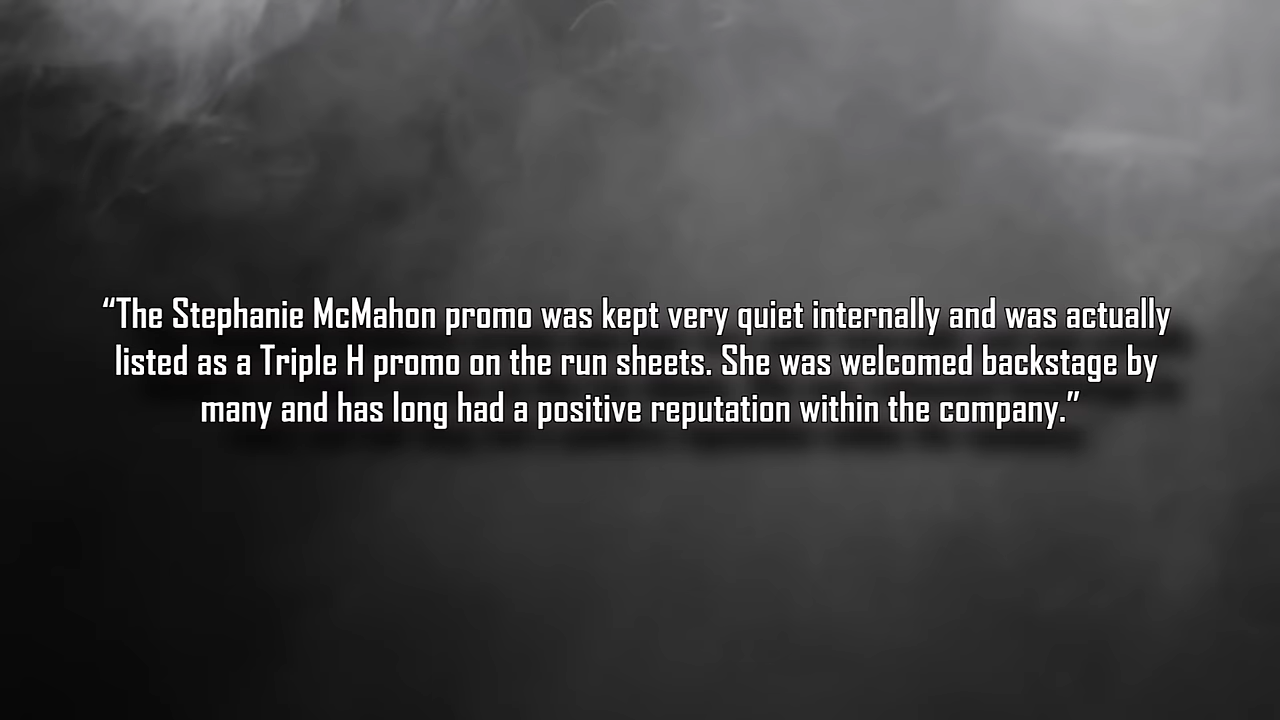 “The Stephanie McMahon promo was kept very quiet internally and was actually
listed as a Triple H promo on the run sheets. She was welcomed backstage by
many and has long had a positive reputation within the company.”